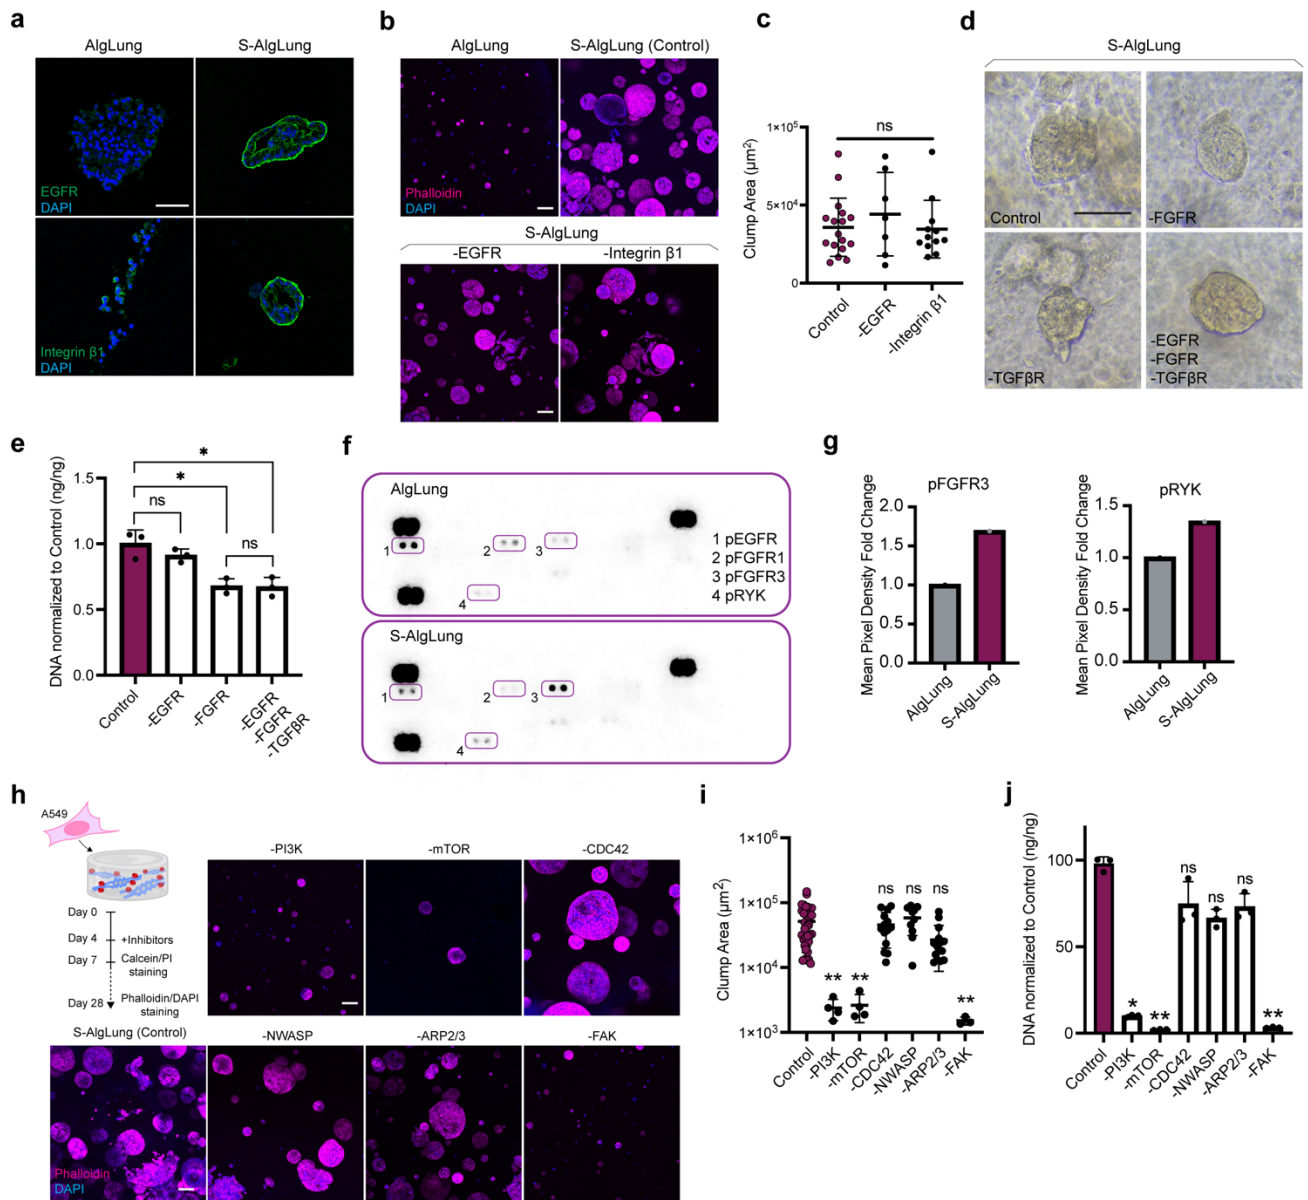 a
AlgLung
S-AlgLung
EGFR
DAPI
Integrin β1
DAPI
b
AlgLung
S-AlgLung (Control)
Phalloidin
DAPI
S-AlgLung
-EGFR
-Integrin β1
c
ns
Clump Area (µm²)
1×10⁵
5×10⁴
0
Control
-EGFR
-Integrin β1
d
S-AlgLung
Control
-FGFR
-TGFβR
-EGFR
-FGFR
-TGFβR
e
DNA normalized to Control (ng/ng)
1.5
1.0
0.5
0.0
*
*
ns
ns
Control
-EGFR
-FGFR
-EGFR
-FGFR
-TGFβR
f
AlgLung
1
2
3
4
1 pEGFR
2 pFGFR1
3 pFGFR3
4 pRYK
S-AlgLung
1
2
3
4
g
pFGFR3
Mean Pixel Density Fold Change
2.0
1.5
1.0
0.5
0.0
AlgLung
S-AlgLung
pRYK
Mean Pixel Density Fold Change
1.5
1.0
0.5
0.0
AlgLung
S-AlgLung
h
A549
Day 0
Day 4
+Inhibitors
Day 7
Calcein/PI
staining
Day 28
Phalloidin/DAPI
staining
-PI3K
-mTOR
-CDC42
S-AlgLung (Control)
-NWASP
-ARP2/3
-FAK
Phalloidin
DAPI
i
Clump Area (µm²)
1×10⁶
1×10⁵
1×10⁴
1×10³
**
**
ns
ns
ns
**
Control
-PI3K
-mTOR
-CDC42
-NWASP
-ARP2/3
-FAK
j
DNA normalized to Control (ng/ng)
100
50
0
*
**
ns
ns
ns
**
Control
-PI3K
-mTOR
-CDC42
-NWASP
-ARP2/3
-FAK